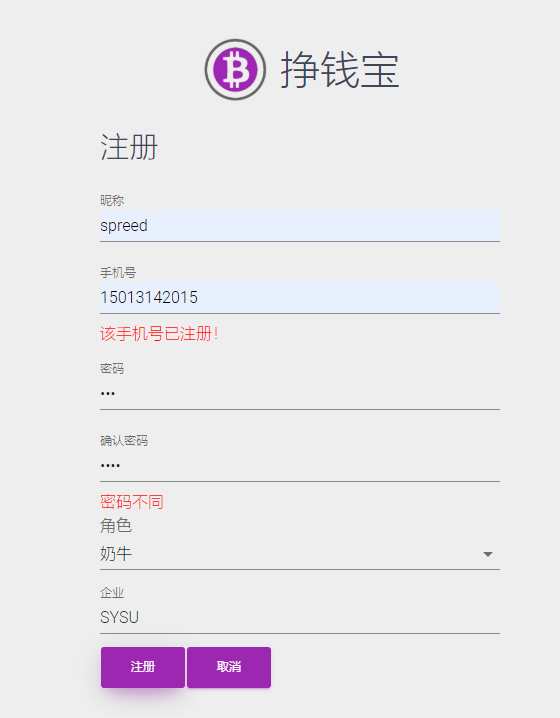 挣钱宝
注册
昵称
spreed
手机号
15013142015
该手机号已注册！
密码
•••
确认密码
••••
密码不同
角色
奶牛
企业
SYSU
注册 取消